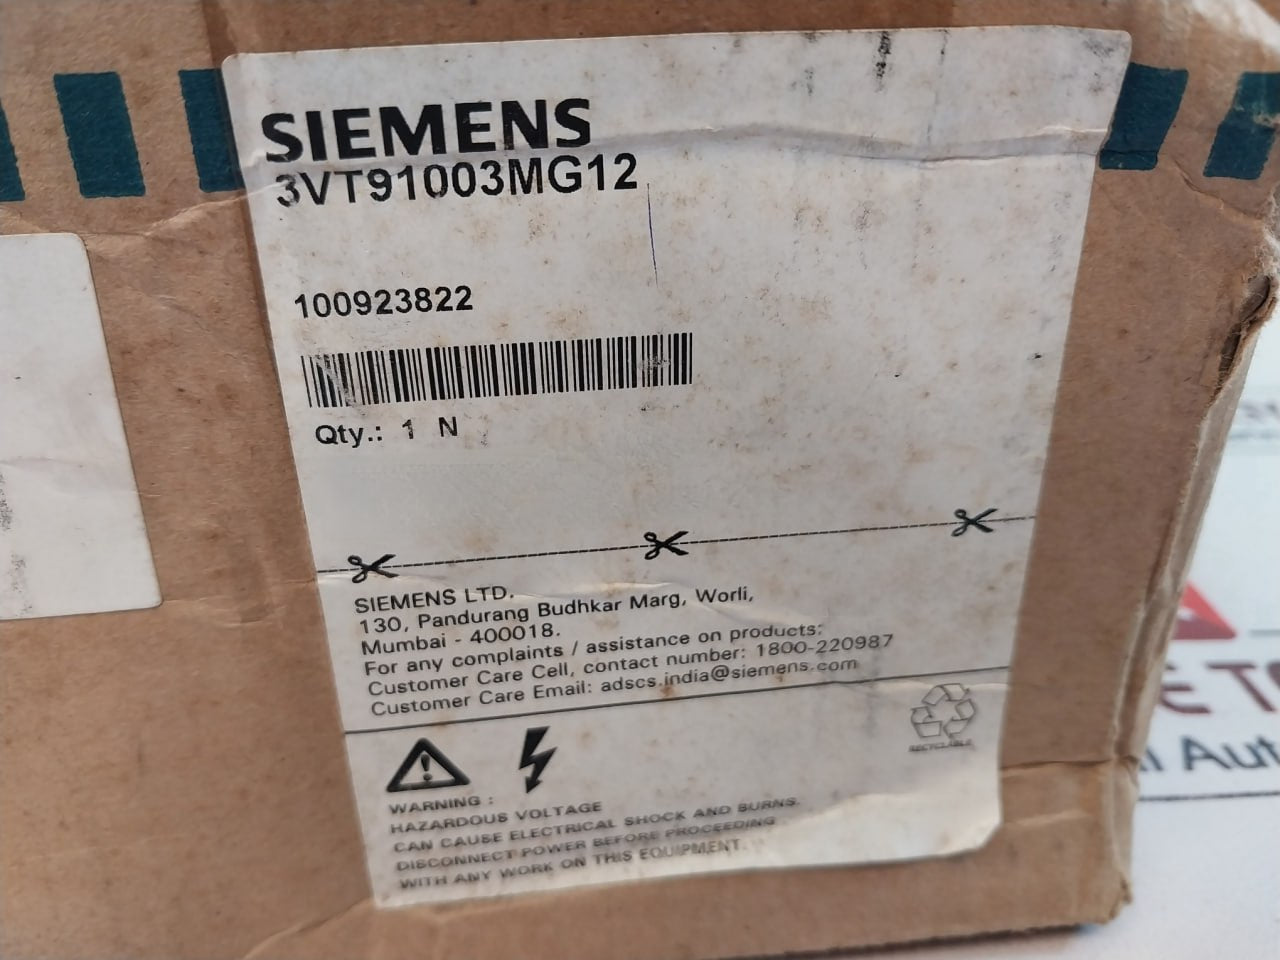 SIEMENS
3VT91003MG12
100923822
Qty.: 1 N
SIEMENS LTD.
130, Pandurang Budhkar Marg, Worli,
Mumbai - 400018.
For any complaints / assistance on products:
Customer Care Cell, contact number: 1800-220987
Customer Care Email: adscs.india@siemens.com
RECYCLABLE
WARNING :
HAZARDOUS VOLTAGE
CAN CAUSE ELECTRICAL SHOCK AND BURNS.
DISCONNECT POWER BEFORE PROCEEDING
WITH ANY WORK ON THIS EQUIPMENT.